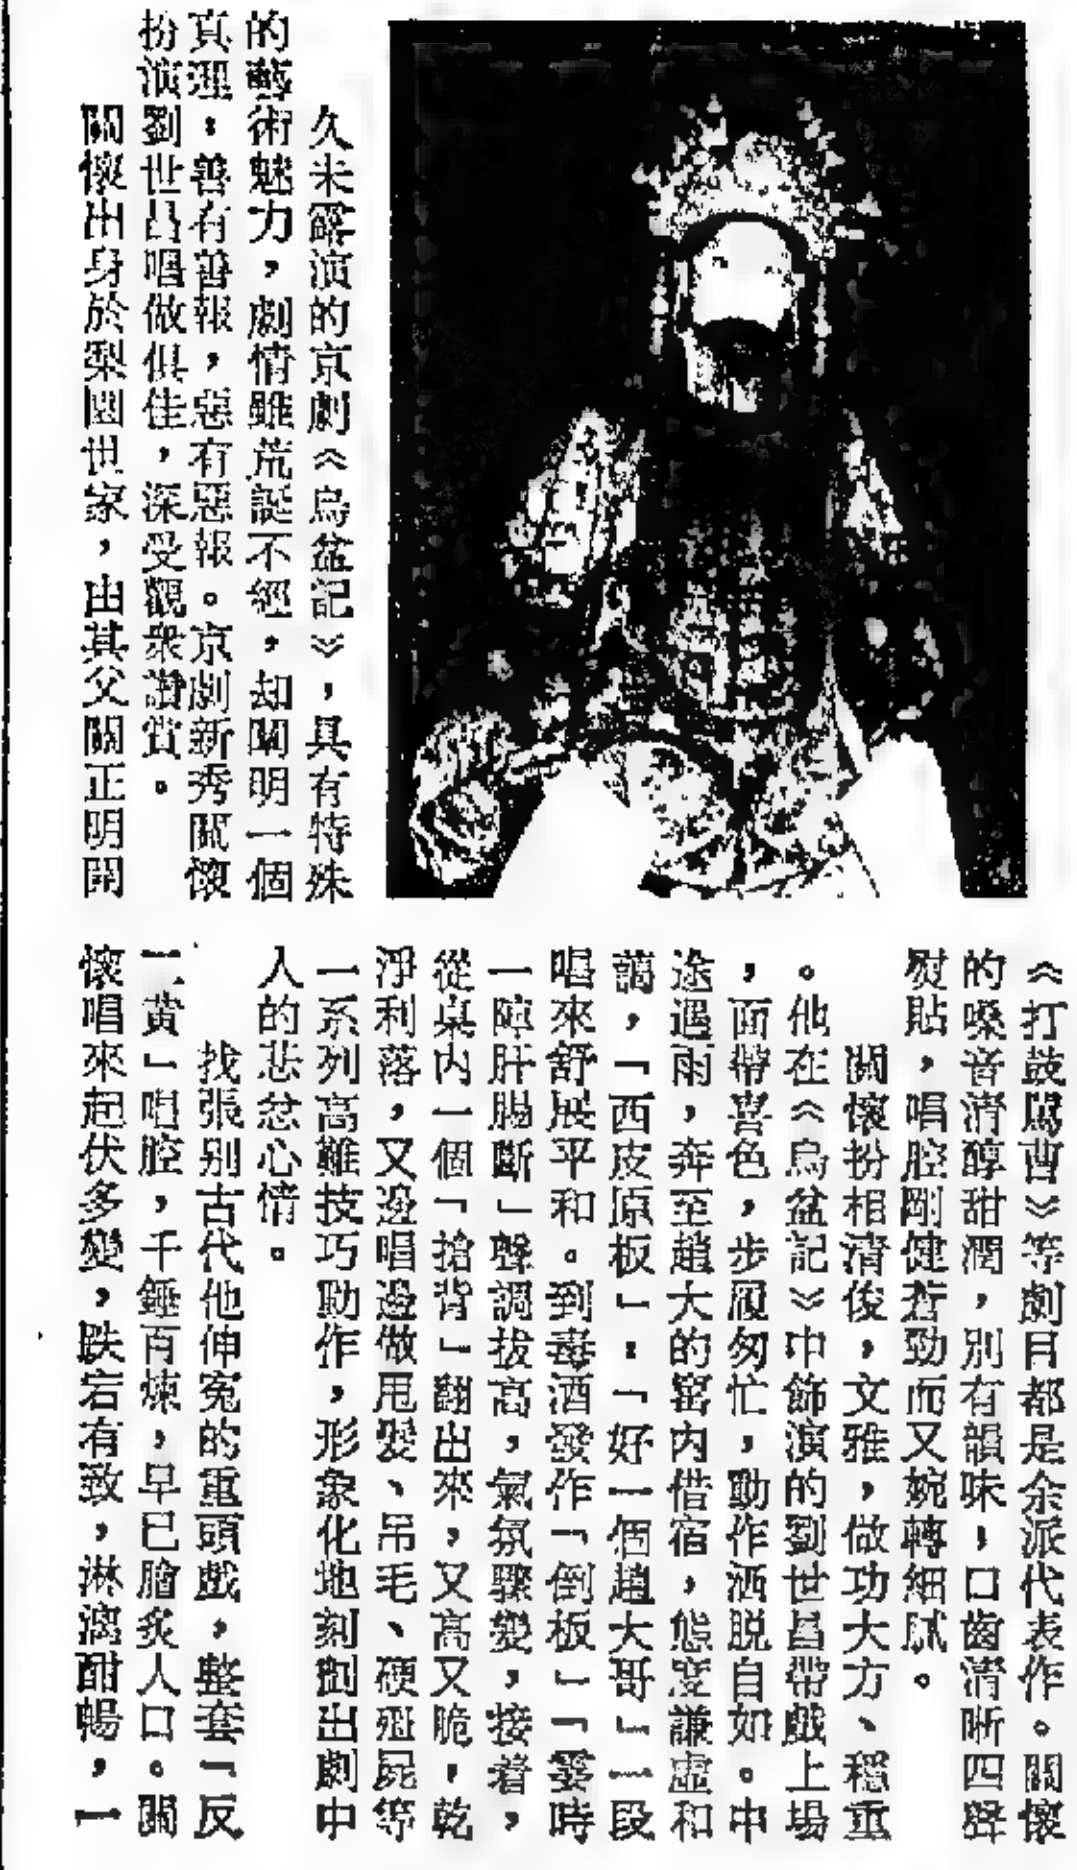 久未露演的京劇《烏盆記》，具有特殊
的藝術魅力，劇情雖荒誕不經，却闡明一個
真理：善有善報，惡有惡報。京劇新秀關懷
扮演劉世昌唱做俱佳，深受觀衆讚賞。
關懷出身於梨園世家，由其父關正明開
《打鼓駡曹》等劇目都是余派代表作。關懷
的嗓音清醇甜潤，別有韻味，口齒清晰四聲
熨貼，唱腔剛健蒼勁而又婉轉細膩。
關懷扮相清俊，文雅，做功大方、穩重
。他在《烏盆記》中飾演的劉世昌帶戲上場
，面帶喜色，步履匆忙，動作洒脱自如。中
途遇雨，奔至趙大的窰内借宿，態度謙虛和
藹，「西皮原板」：「好一個趙大哥」一段
唱來舒展平和。到毒酒發作「倒板」「霎時
一陣肝腸斷」聲調拔高，氣氛驟變，接着，
從桌内一個「搶背」翻出來，又高又脆，乾
淨利落，又邊唱邊做甩髮、吊毛、硬殭屍等
一系列高難技巧動作，形象化地刻劃出劇中
人的悲忿心情。
找張别古代他伸冤的重頭戲，整套「反
二黄」唱腔，千錘百煉，早已膾炙人口。關
懷唱來起伏多變，跌宕有致，淋漓酣暢，一